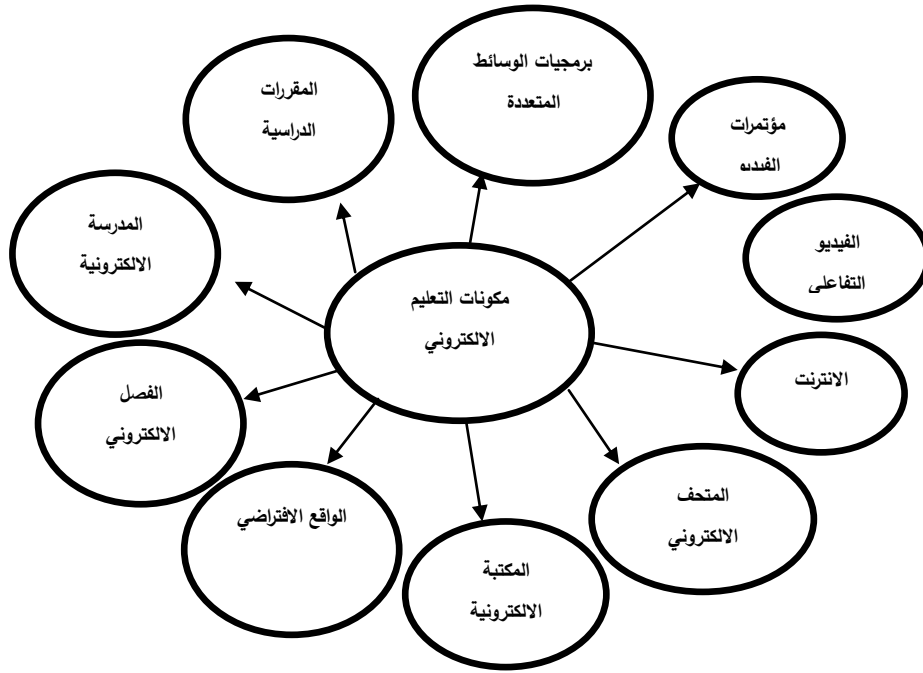 برمجيات الوسائط
المتعددة
المقررات
الدراسية
مؤتمرات
الفيديو
المدرسة
الالكترونية
الفيديو
التفاعلى
مكونات التعليم
الالكتروني
الانترنت
الفصل
الالكتروني
المتحف
الالكتروني
الواقع الافتراضي
المكتبة
الالكترونية